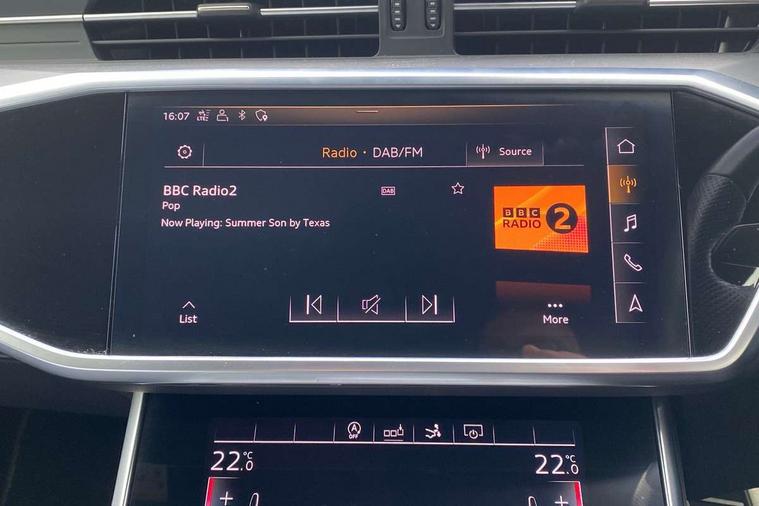 16:07 LTE
Radio • DAB/FM
Source
BBC Radio2
DAB
Pop
Now Playing: Summer Son by Texas
BBC
RADIO 2
List
More
A
OFF
22.0°C
22.0°C